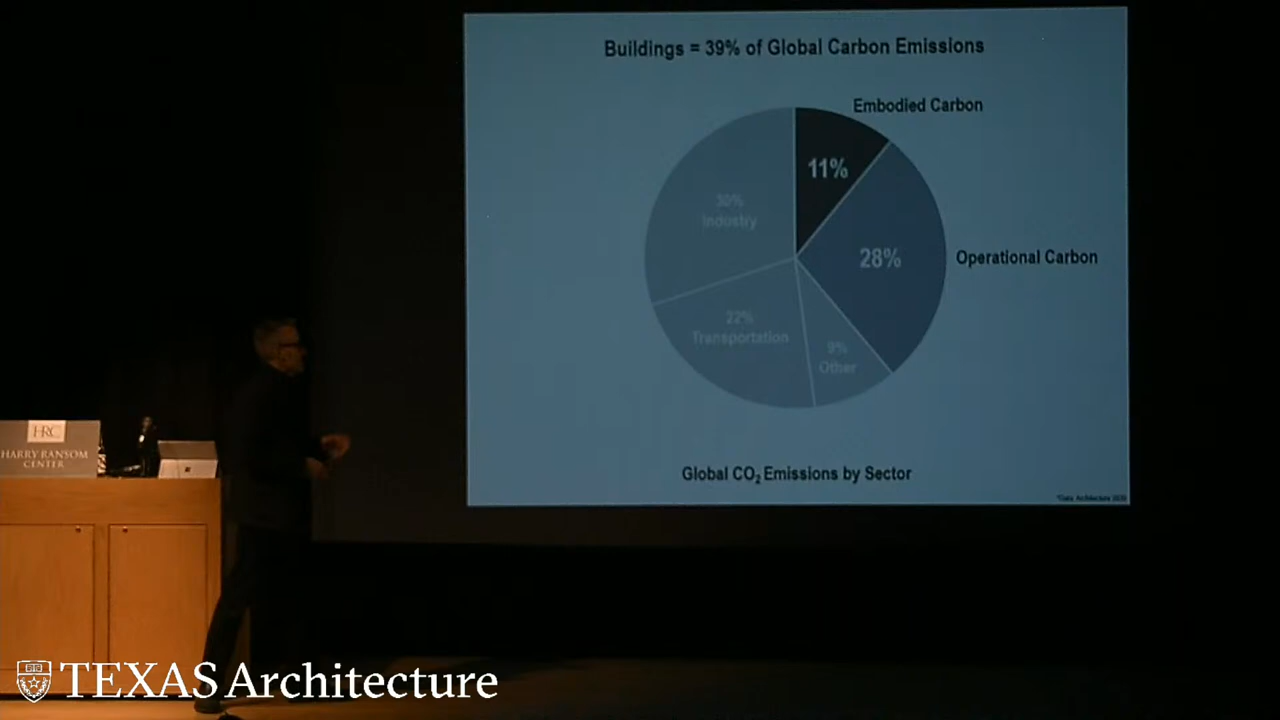 Buildings = 39% of Global Carbon Emissions
Embodied Carbon
11%
30%
Industry
28%
Operational Carbon
22%
Transportation
9%
Other
Global CO₂ Emissions by Sector
HRC
HARRY RANSOM
CENTER
TEXAS Architecture